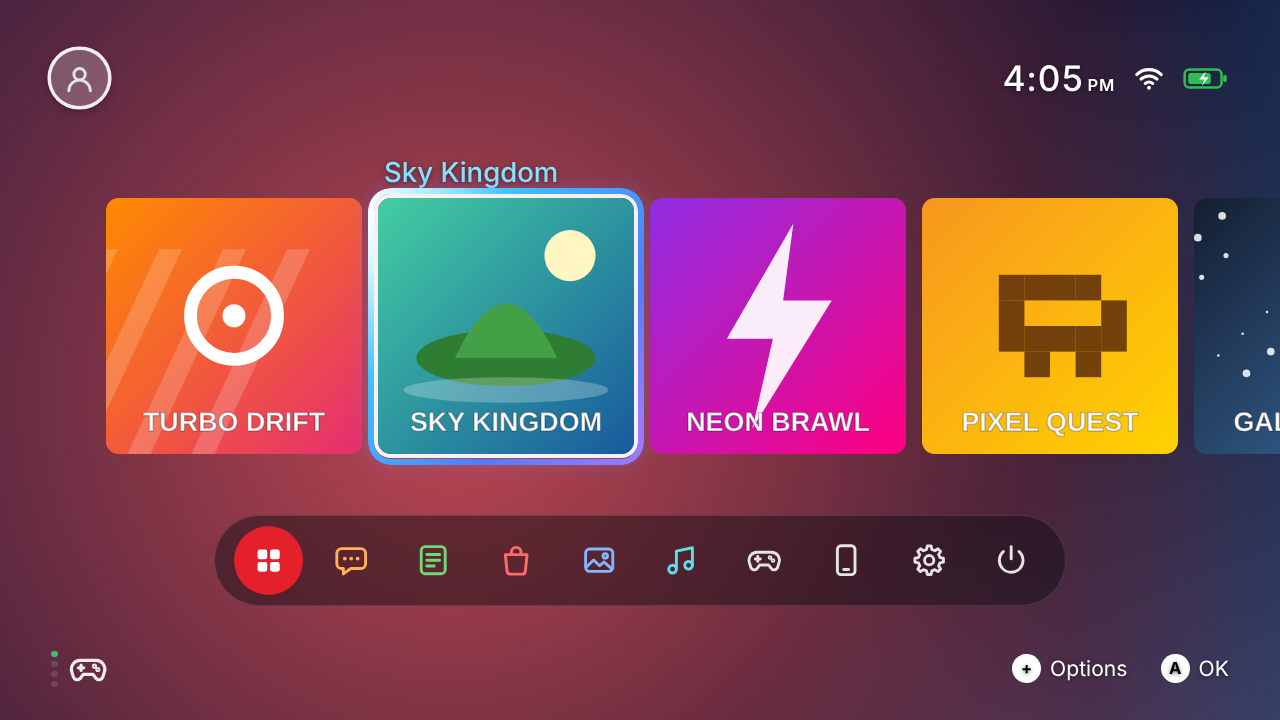 4:05 PM
Sky Kingdom
TURBO DRIFT
SKY KINGDOM
NEON BRAWL
PIXEL QUEST
Options
A OK